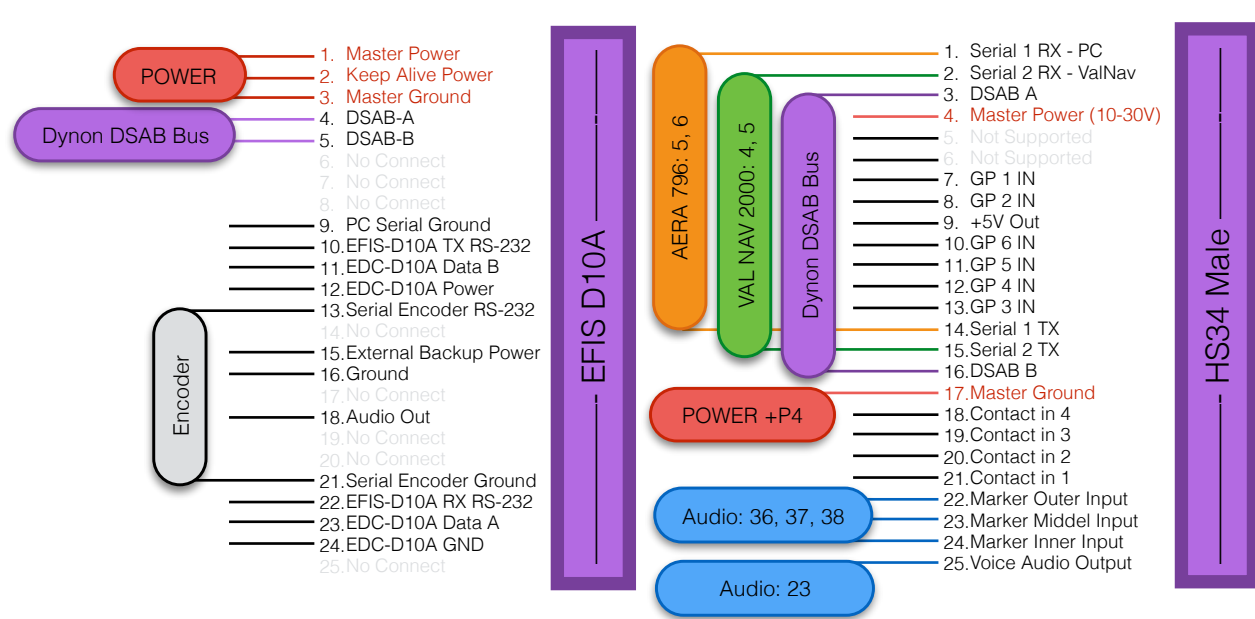 POWER
Dynon DSAB Bus
Encoder
1. Master Power
2. Keep Alive Power
3. Master Ground
4. DSAB-A
5. DSAB-B
6. No Connect
7. No Connect
8. No Connect
9. PC Serial Ground
10.EFIS-D10A TX RS-232
11.EDC-D10A Data B
12.EDC-D10A Power
13.Serial Encoder RS-232
14.No Connect
15.External Backup Power
16.Ground
17.No Connect
18.Audio Out
19.No Connect
20.No Connect
21.Serial Encoder Ground
22.EFIS-D10A RX RS-232
23.EDC-D10A Data A
24.EDC-D10A GND
25.No Connect
EFIS D10A
AERA 796: 5, 6
VAL NAV 2000: 4, 5
Dynon DSAB Bus
POWER +P4
Audio: 36, 37, 38
Audio: 23
1. Serial 1 RX - PC
2. Serial 2 RX - ValNav
3. DSAB A
4. Master Power (10-30V)
5. Not Supported
6. Not Supported
7. GP 1 IN
8. GP 2 IN
9. +5V Out
10.GP 6 IN
11.GP 5 IN
12.GP 4 IN
13.GP 3 IN
14.Serial 1 TX
15.Serial 2 TX
16.DSAB B
17.Master Ground
18.Contact in 4
19.Contact in 3
20.Contact in 2
21.Contact in 1
22.Marker Outer Input
23.Marker Middel Input
24.Marker Inner Input
25.Voice Audio Output
HS34 Male